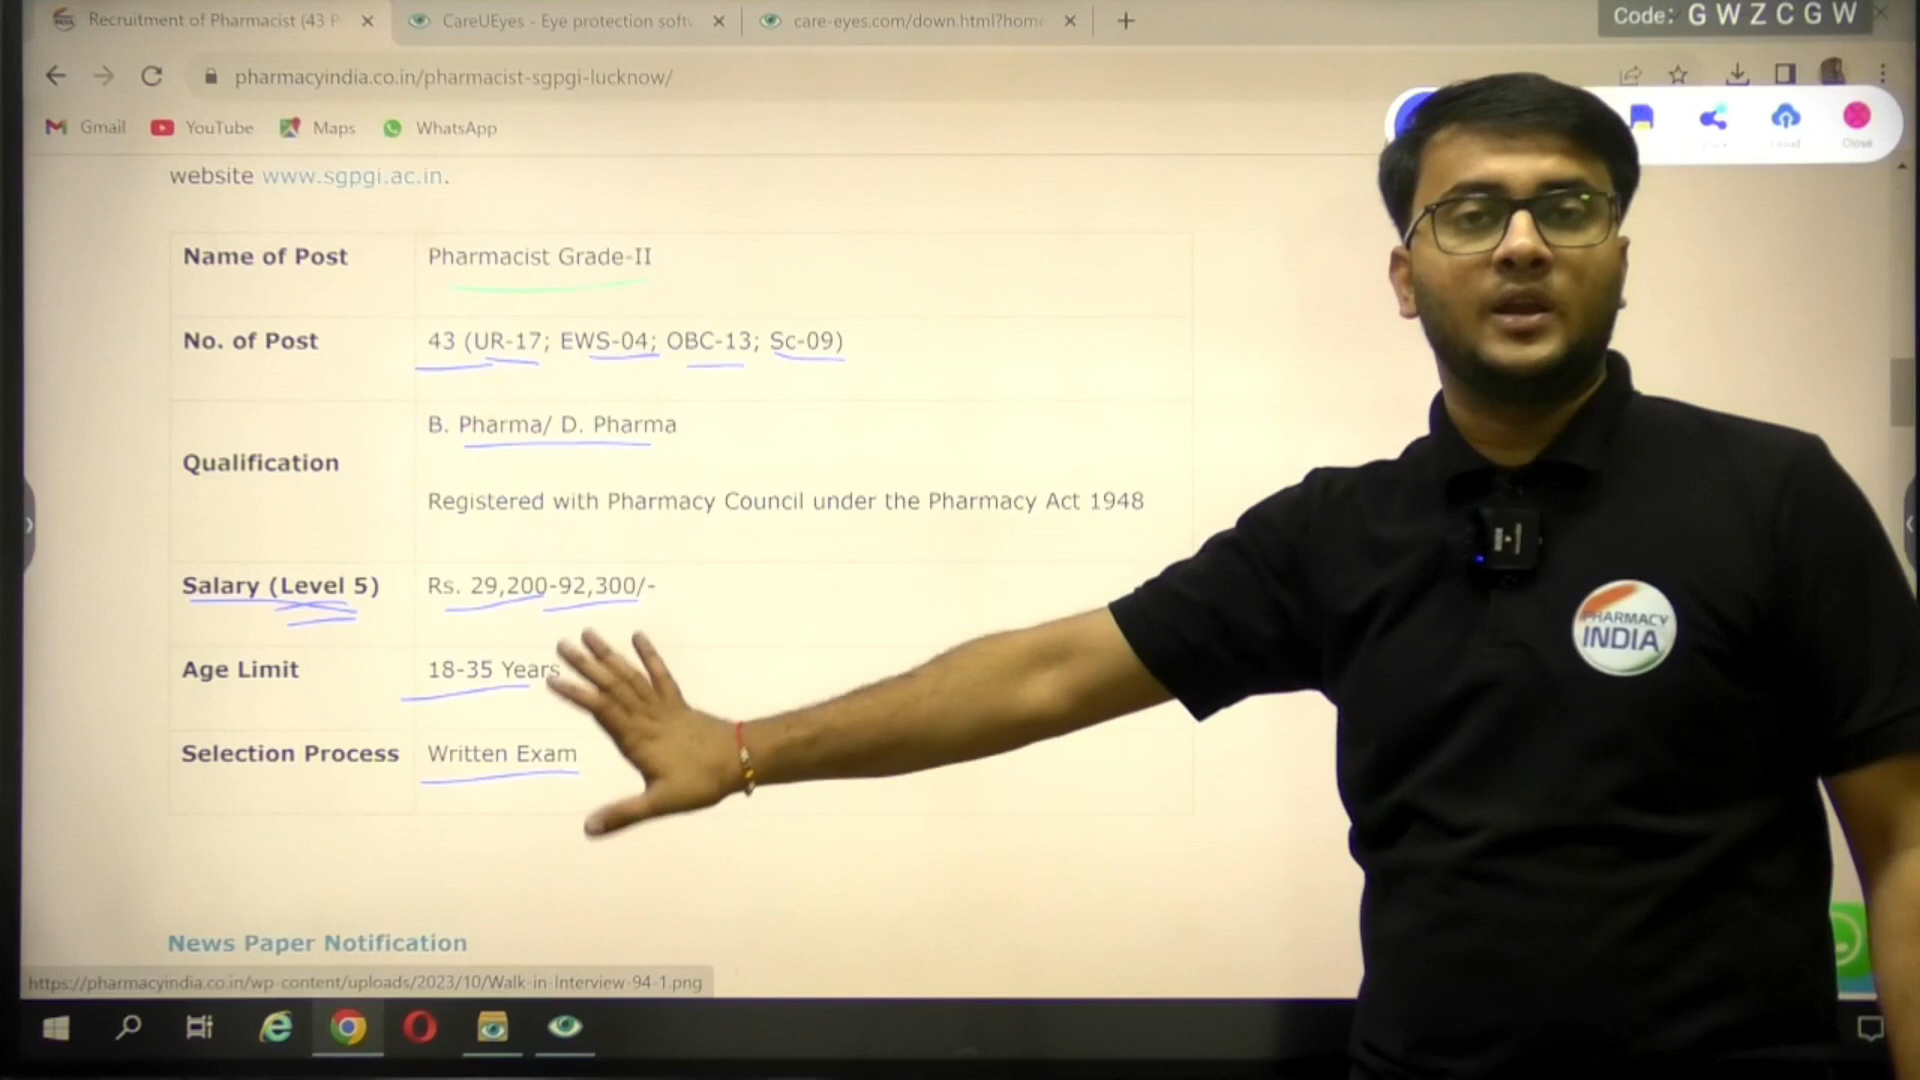 Recruitment of Pharmacist (43 P
CareUEyes - Eye protection softw
care-eyes.com/down.html?home
Code: G W Z C G W
pharmacyindia.co.in/pharmacist-sgpgi-lucknow/
Gmail
YouTube
Maps
WhatsApp
Close
website www.sgpgi.ac.in.
Name of Post
Pharmacist Grade-II
No. of Post
43 (UR-17; EWS-04; OBC-13; Sc-09)
Qualification
B. Pharma/ D. Pharma
Registered with Pharmacy Council under the Pharmacy Act 1948
Salary (Level 5)
Rs. 29,200-92,300/-
Age Limit
18-35 Years
Selection Process
Written Exam
PHARMACY
INDIA
News Paper Notification
https://pharmacyindia.co.in/wp-content/uploads/2023/10/Walk-in-Interview-94-1.png